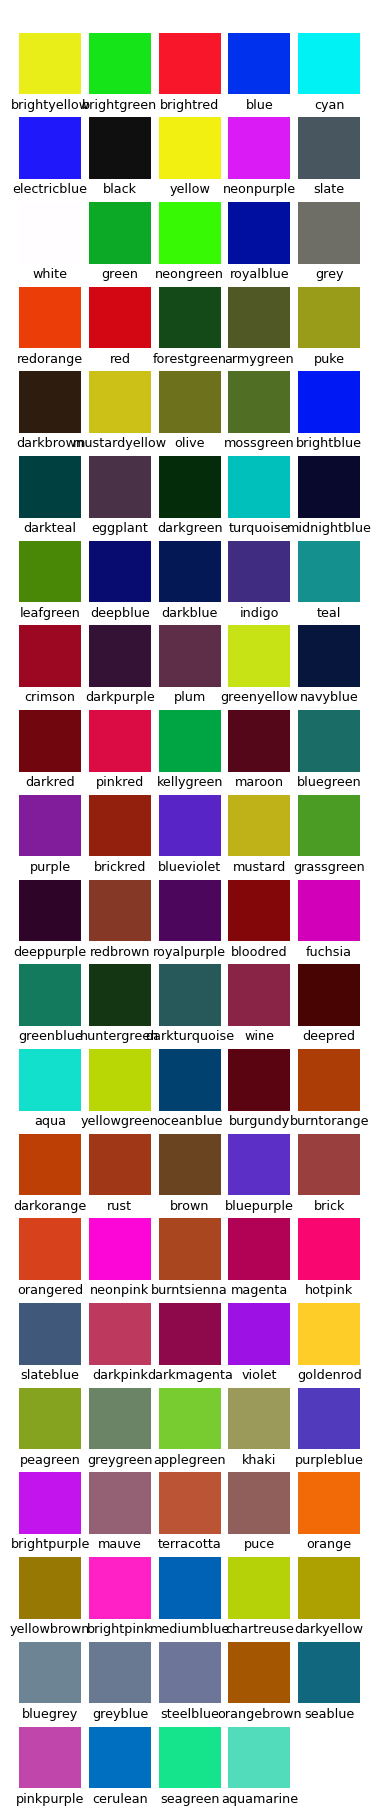 brightyellow brightgreen brightred blue cyan
electricblue black yellow neonpurple slate
white green neongreen royalblue grey
redorange red forestgreen armygreen puke
darkbrown mustardyellow olive mossgreen brightblue
darkteal eggplant darkgreen turquoise midnightblue
leafgreen deepblue darkblue indigo teal
crimson darkpurple plum greenyellow navyblue
darkred pinkred kellygreen maroon bluegreen
purple brickred blueviolet mustard grassgreen
deeppurple redbrown royalpurple bloodred fuchsia
greenblue huntergreen darkturquoise wine deepred
aqua yellowgreen oceanblue burgundy burntorange
darkorange rust brown bluepurple brick
orangered neonpink burntsienna magenta hotpink
slateblue darkpink darkmagenta violet goldenrod
peagreen greygreen applegreen khaki purpleblue
brightpurple mauve terracotta puce orange
yellowbrown brightpink mediumblue chartreuse darkyellow
bluegrey greyblue steelblue orangebrown seablue
pinkpurple cerulean seagreen aquamarine